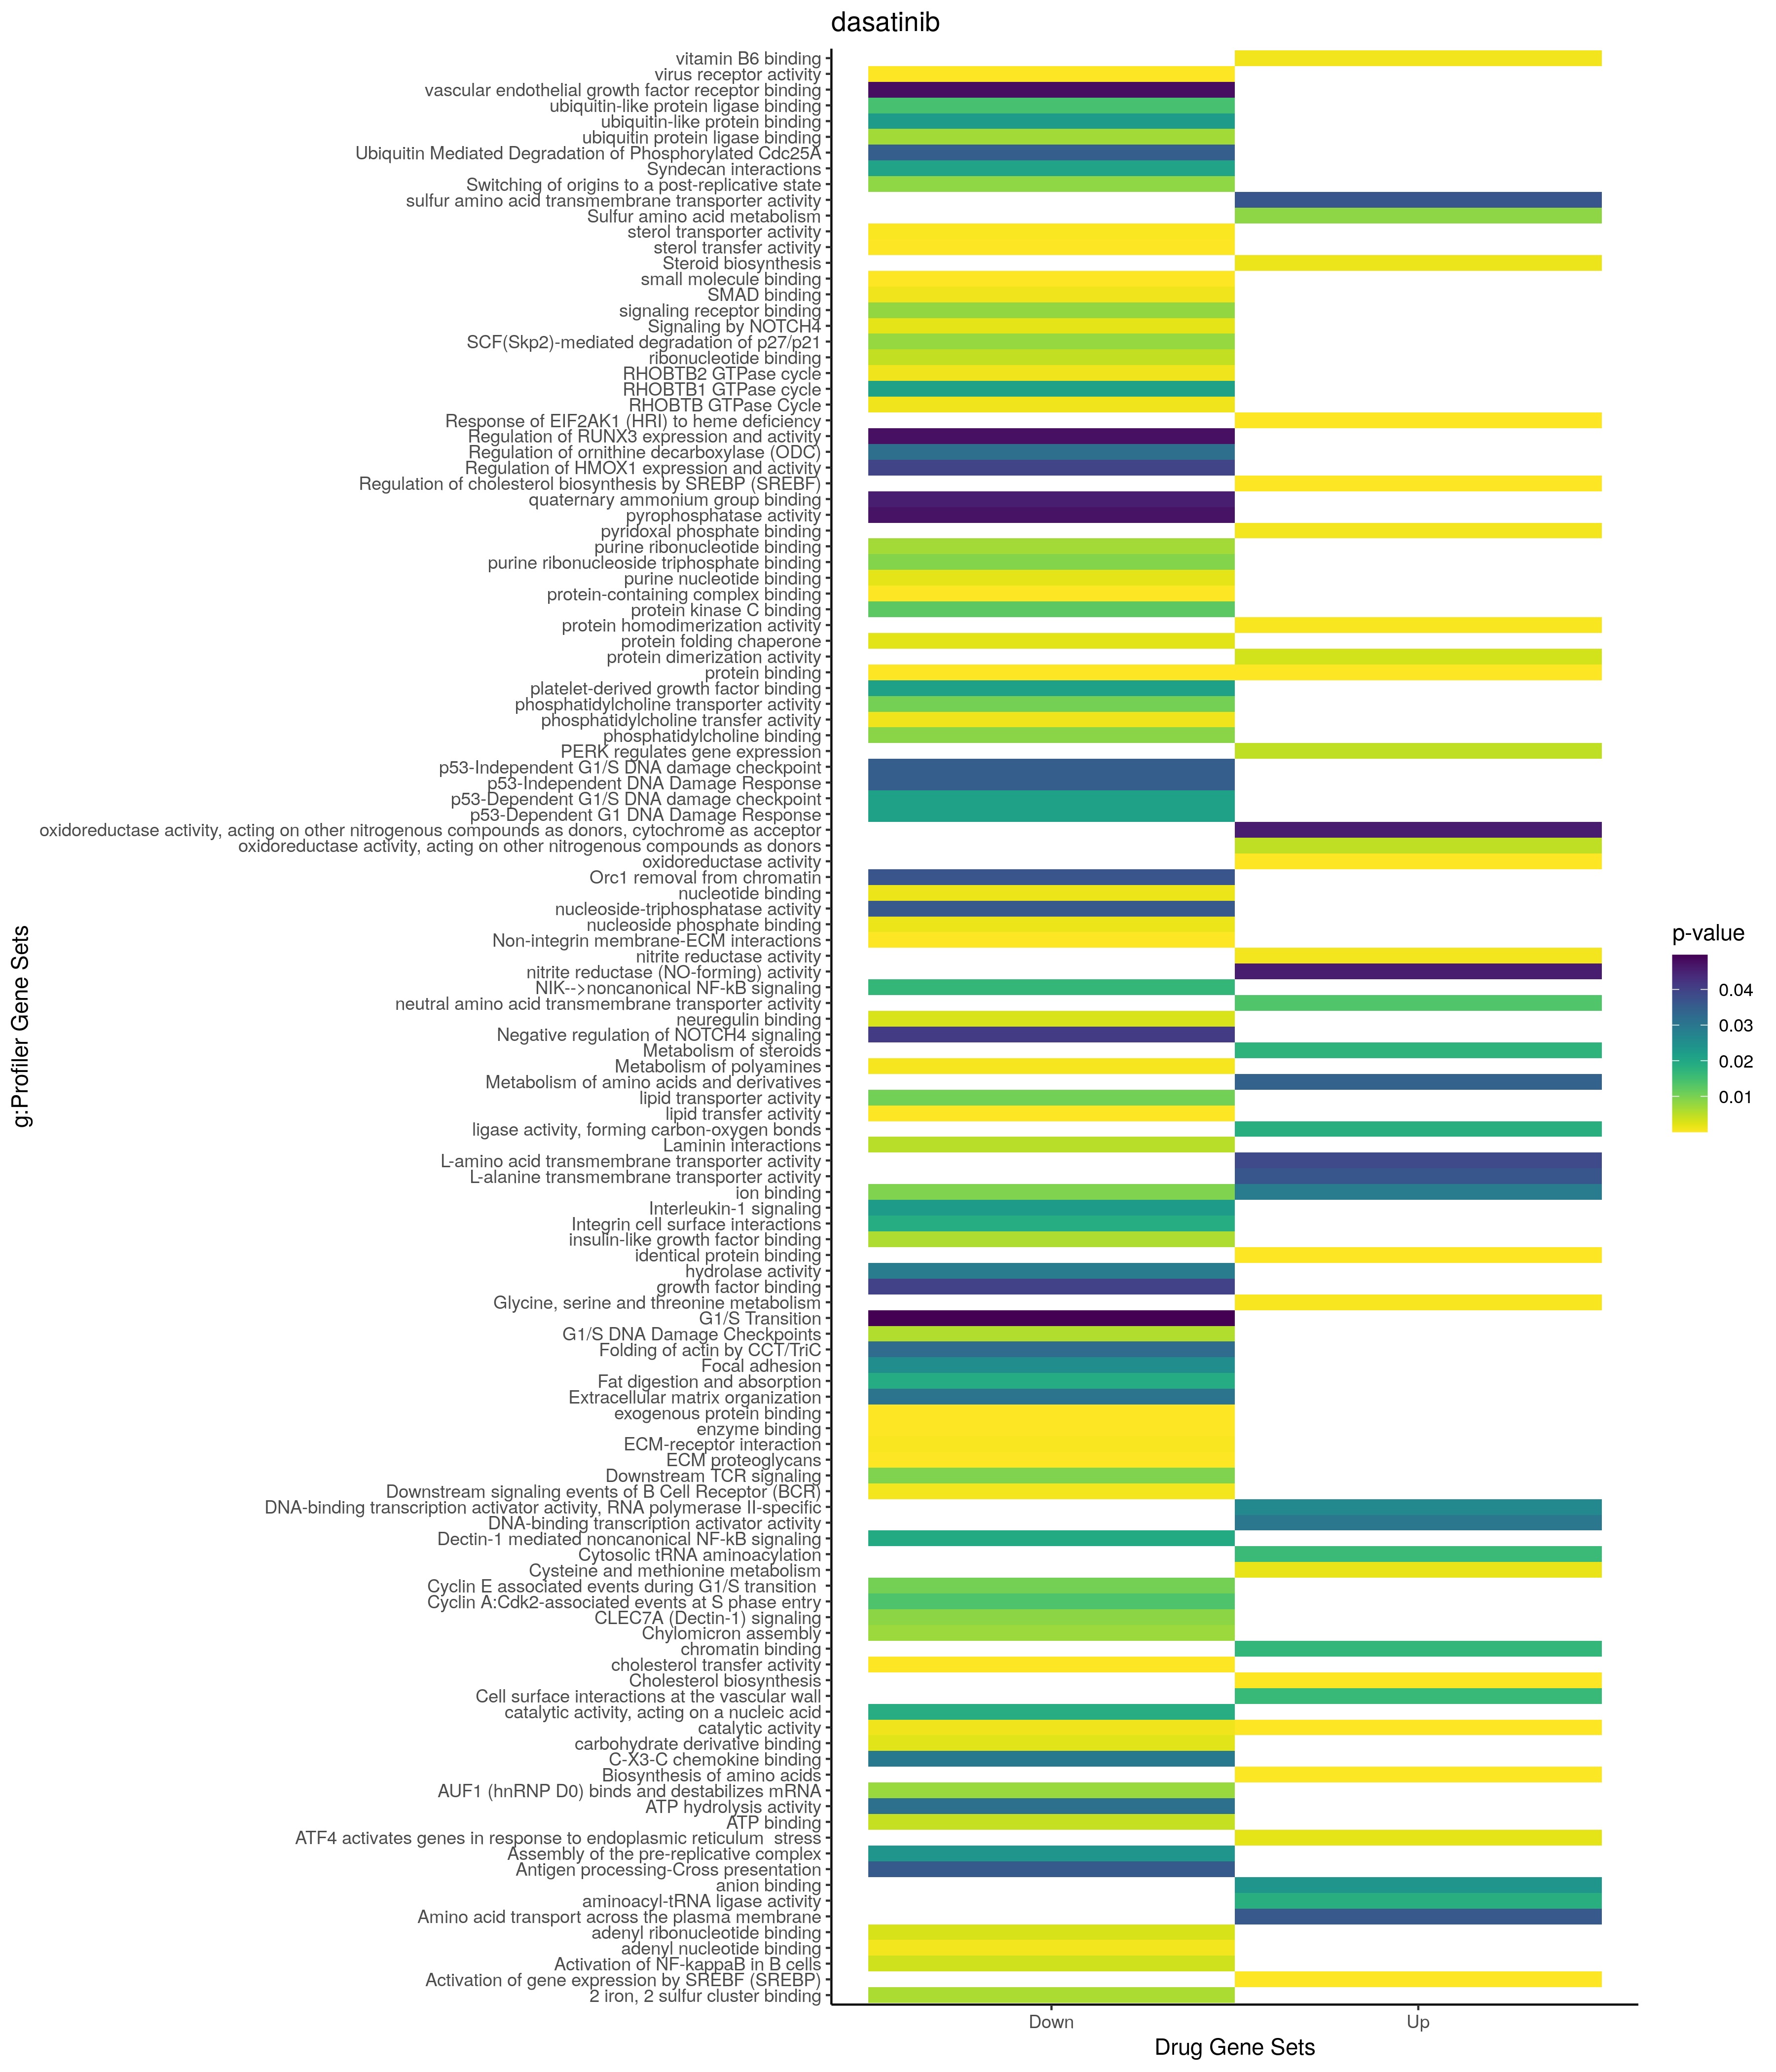 dasatinib
vitamin B6 binding
virus receptor activity
vascular endothelial growth factor receptor binding
ubiquitin-like protein ligase binding
ubiquitin-like protein binding
ubiquitin protein ligase binding
Ubiquitin Mediated Degradation of Phosphorylated Cdc25A
Syndecan interactions
Switching of origins to a post-replicative state
sulfur amino acid transmembrane transporter activity
Sulfur amino acid metabolism
sterol transporter activity
sterol transfer activity
Steroid biosynthesis
small molecule binding
SMAD binding
signaling receptor binding
Signaling by NOTCH4
SCF(Skp2)-mediated degradation of p27/p21
ribonucleotide binding
RHOBTB2 GTPase cycle
RHOBTB1 GTPase cycle
RHOBTB GTPase Cycle
Response of EIF2AK1 (HRI) to heme deficiency
Regulation of RUNX3 expression and activity
Regulation of ornithine decarboxylase (ODC)
Regulation of HMOX1 expression and activity
Regulation of cholesterol biosynthesis by SREBP (SREBF)
quaternary ammonium group binding
pyrophosphatase activity
pyridoxal phosphate binding
purine ribonucleotide binding
purine ribonucleoside triphosphate binding
purine nucleotide binding
protein-containing complex binding
protein kinase C binding
protein homodimerization activity
protein folding chaperone
protein dimerization activity
protein binding
platelet-derived growth factor binding
phosphatidylcholine transporter activity
phosphatidylcholine transfer activity
phosphatidylcholine binding
PERK regulates gene expression
p53-Independent G1/S DNA damage checkpoint
p53-Independent DNA Damage Response
p53-Dependent G1/S DNA damage checkpoint
p53-Dependent G1 DNA Damage Response
oxidoreductase activity, acting on other nitrogenous compounds as donors, cytochrome as acceptor
oxidoreductase activity, acting on other nitrogenous compounds as donors
oxidoreductase activity
Orc1 removal from chromatin
nucleotide binding
nucleoside-triphosphatase activity
nucleoside phosphate binding
Non-integrin membrane-ECM interactions
nitrite reductase activity
nitrite reductase (NO-forming) activity
NIK-->noncanonical NF-kB signaling
neutral amino acid transmembrane transporter activity
neuregulin binding
Negative regulation of NOTCH4 signaling
Metabolism of steroids
Metabolism of polyamines
Metabolism of amino acids and derivatives
lipid transporter activity
lipid transfer activity
ligase activity, forming carbon-oxygen bonds
Laminin interactions
L-amino acid transmembrane transporter activity
L-alanine transmembrane transporter activity
ion binding
Interleukin-1 signaling
Integrin cell surface interactions
insulin-like growth factor binding
identical protein binding
hydrolase activity
growth factor binding
Glycine, serine and threonine metabolism
G1/S Transition
G1/S DNA Damage Checkpoints
Folding of actin by CCT/TriC
Focal adhesion
Fat digestion and absorption
Extracellular matrix organization
exogenous protein binding
enzyme binding
ECM-receptor interaction
ECM proteoglycans
Downstream TCR signaling
Downstream signaling events of B Cell Receptor (BCR)
DNA-binding transcription activator activity, RNA polymerase II-specific
DNA-binding transcription activator activity
Dectin-1 mediated noncanonical NF-kB signaling
Cytosolic tRNA aminoacylation
Cysteine and methionine metabolism
Cyclin E associated events during G1/S transition
Cyclin A:Cdk2-associated events at S phase entry
CLEC7A (Dectin-1) signaling
Chylomicron assembly
chromatin binding
cholesterol transfer activity
Cholesterol biosynthesis
Cell surface interactions at the vascular wall
catalytic activity, acting on a nucleic acid
catalytic activity
carbohydrate derivative binding
C-X3-C chemokine binding
Biosynthesis of amino acids
AUF1 (hnRNP D0) binds and destabilizes mRNA
ATP hydrolysis activity
ATP binding
ATF4 activates genes in response to endoplasmic reticulum  stress
Assembly of the pre-replicative complex
Antigen processing-Cross presentation
anion binding
aminoacyl-tRNA ligase activity
Amino acid transport across the plasma membrane
adenyl ribonucleotide binding
adenyl nucleotide binding
Activation of NF-kappaB in B cells
Activation of gene expression by SREBF (SREBP)
2 iron, 2 sulfur cluster binding
g:Profiler Gene Sets
Down
Up
Drug Gene Sets
p-value
0.04
0.03
0.02
0.01